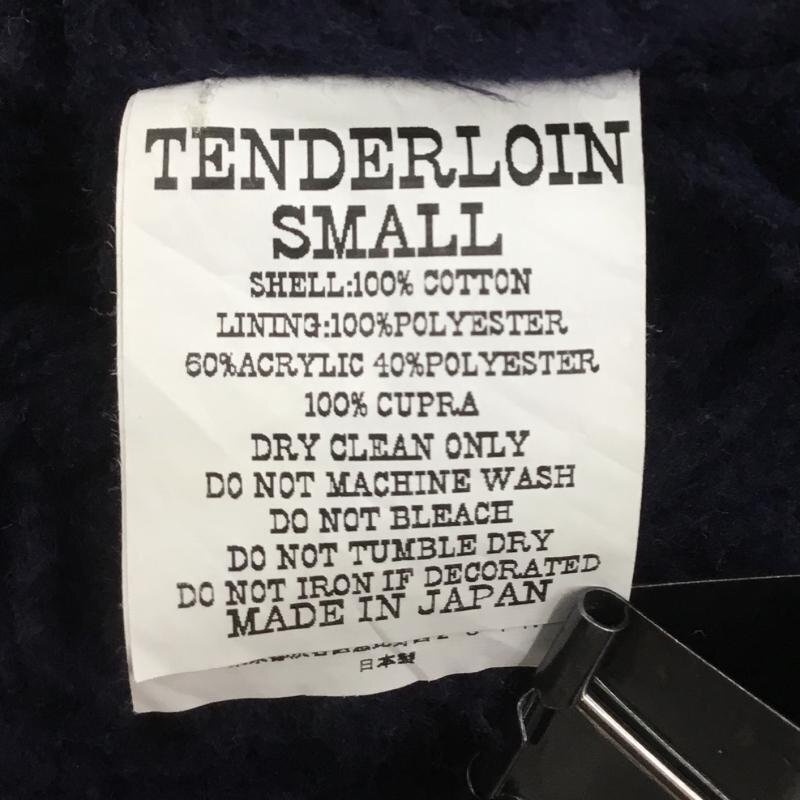 TENDERLOIN
SMALL
SHELL:100% COTTON
LINING:100%POLYESTER
60%ACRYLIC 40%POLYESTER
100% CUPRA
DRY CLEAN ONLY
DO NOT MACHINE WASH
DO NOT BLEACH
DO NOT TUMBLE DRY
DO NOT IRON IF DECORATED
MADE IN JAPAN
日本製